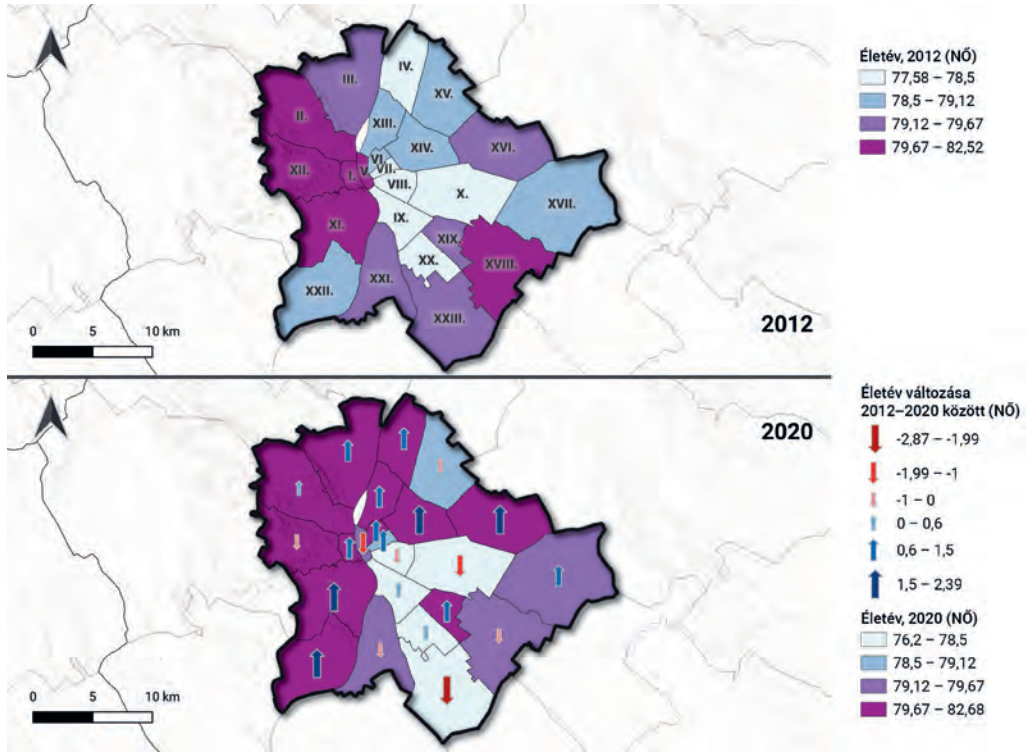 Életév, 2012 (NŐ)
77,58 – 78,5
78,5 – 79,12
79,12 – 79,67
79,67 – 82,52
III.
IV.
XV.
II.
XIII.
XIV.
XVI.
XII.
I.
V.
VI.
VII.
VIII.
X.
XVII.
XI.
IX.
XIX.
XX.
XVIII.
XXII.
XXI.
XXIII.
0 5 10 km
2012
2020
Életév változása
2012–2020 között (NŐ)
-2,87 – -1,99
-1,99 – -1
-1 – 0
0 – 0,6
0,6 – 1,5
1,5 – 2,39
Életév, 2020 (NŐ)
76,2 – 78,5
78,5 – 79,12
79,12 – 79,67
79,67 – 82,68
0 5 10 km